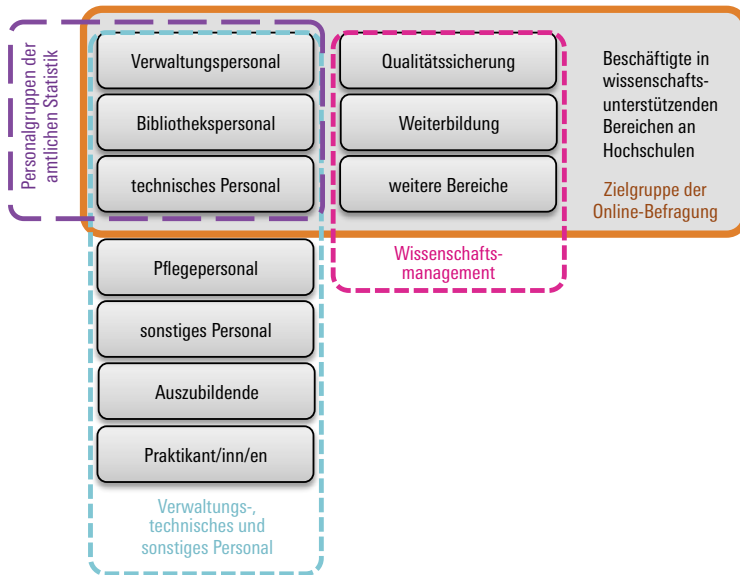 Personalgruppen der
amtlichen Statistik
Verwaltungspersonal
Bibliothekspersonal
technisches Personal
Pflegepersonal
sonstiges Personal
Auszubildende
Praktikant/inn/en
Verwaltungs-,
technisches und
sonstiges Personal
Qualitätssicherung
Weiterbildung
weitere Bereiche
Wissenschafts-
management
Beschäftigte in
wissenschafts-
unterstützenden
Bereichen an
Hochschulen
Zielgruppe der
Online-Befragung